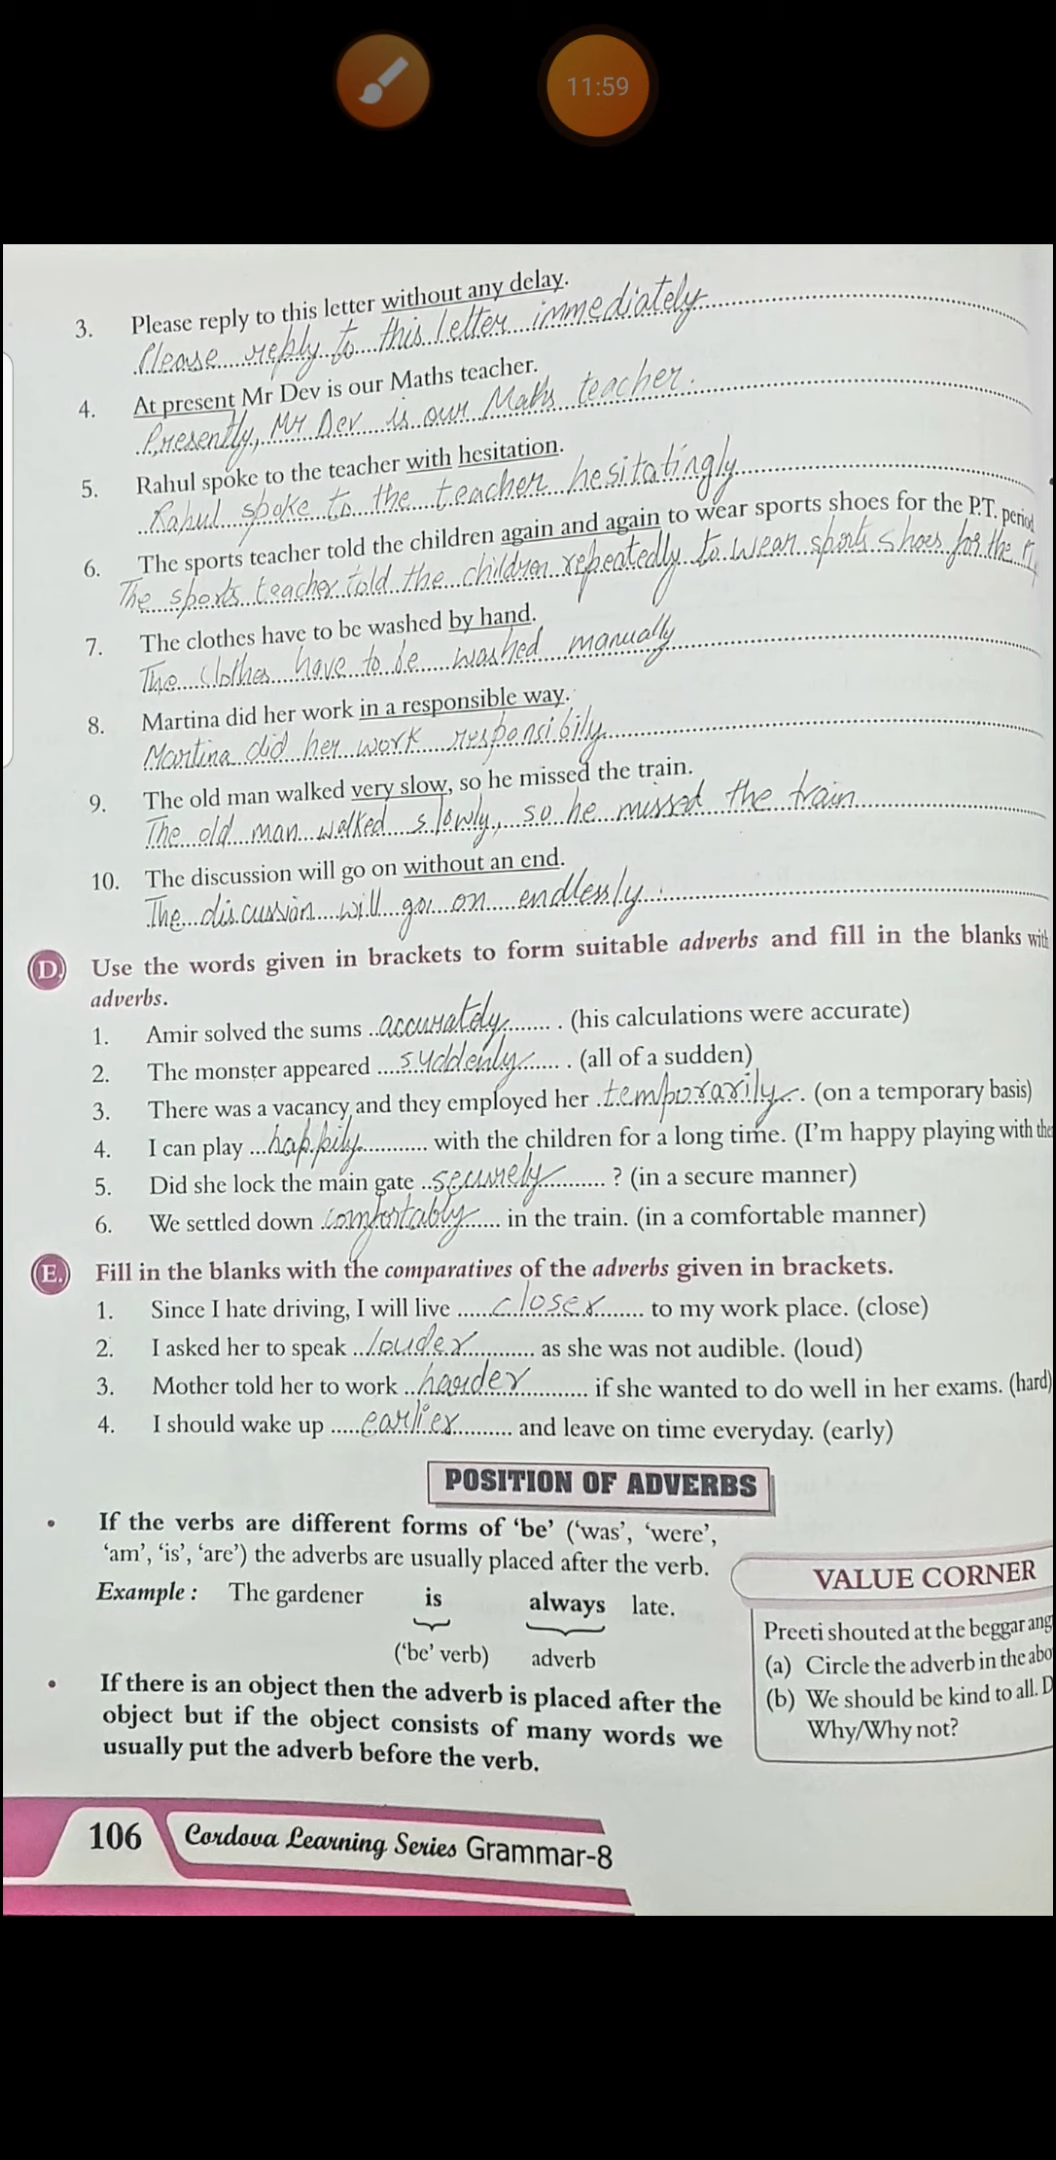 11:59
3. Please reply to this letter without any delay.
Please reply to this letter immediately
4. At present Mr Dev is our Maths teacher.
Presently, Mr Dev is our Maths teacher.
5. Rahul spoke to the teacher with hesitation.
Rahul spoke to the teacher hesitatingly
6. The sports teacher told the children again and again to wear sports shoes for the P.T. period
The sports teacher told the children repeatedly to wear sports shoes for the
7. The clothes have to be washed by hand.
The clothes have to be washed manually
8. Martina did her work in a responsible way.
Martina did her work responsibily
9. The old man walked very slow, so he missed the train.
The old man walked slowly, so he missed the train
10. The discussion will go on without an end.
The discussion will go on endlessly.
D. Use the words given in brackets to form suitable adverbs and fill in the blanks with
adverbs.
1. Amir solved the sums accurately. (his calculations were accurate)
2. The monster appeared suddenly. (all of a sudden)
3. There was a vacancy and they employed her temporarily. (on a temporary basis)
4. I can play happily with the children for a long time. (I'm happy playing with the
5. Did she lock the main gate securely ? (in a secure manner)
6. We settled down comfortably in the train. (in a comfortable manner)
E. Fill in the blanks with the comparatives of the adverbs given in brackets.
1. Since I hate driving, I will live closer to my work place. (close)
2. I asked her to speak louder as she was not audible. (loud)
3. Mother told her to work harder if she wanted to do well in her exams. (hard)
4. I should wake up earlier and leave on time everyday. (early)
POSITION OF ADVERBS
• If the verbs are different forms of 'be' ('was', 'were',
'am', 'is', 'are') the adverbs are usually placed after the verb.
Example : The gardener is always late.
('be' verb) adverb
• If there is an object then the adverb is placed after the
object but if the object consists of many words we
usually put the adverb before the verb.
VALUE CORNER
Preeti shouted at the beggar ang
(a) Circle the adverb in the abo
(b) We should be kind to all. D
Why/Why not?
106 Cordova Learning Series Grammar-8